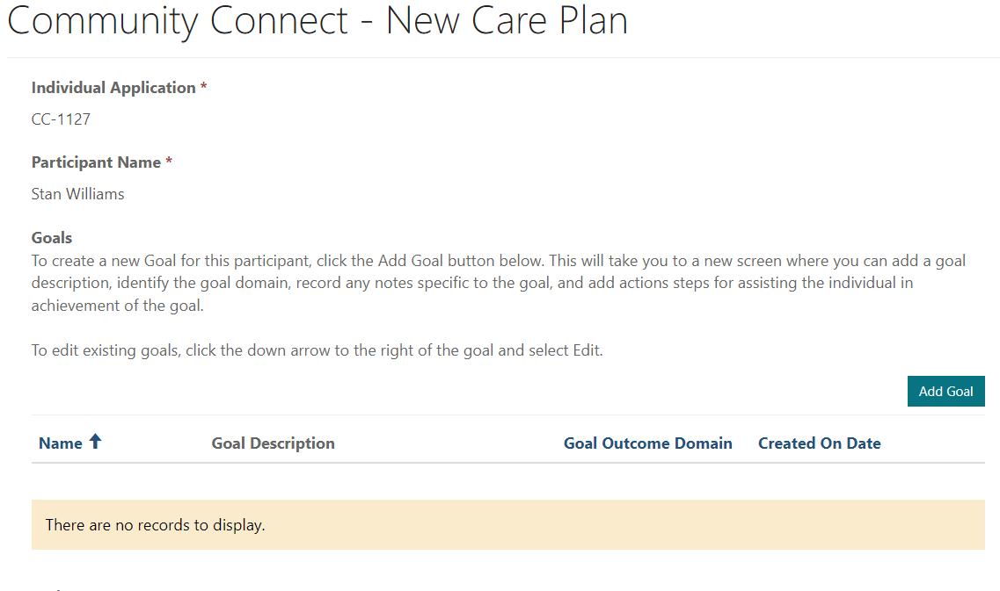 Community Connect - New Care Plan
Individual Application *
CC-1127
Participant Name *
Stan Williams
Goals
To create a new Goal for this participant, click the Add Goal button below. This will take you to a new screen where you can add a goal
description, identify the goal domain, record any notes specific to the goal, and add actions steps for assisting the individual in
achievement of the goal.
To edit existing goals, click the down arrow to the right of the goal and select Edit.
Add Goal
Name Goal Description Goal Outcome Domain Created On Date
There are no records to display.